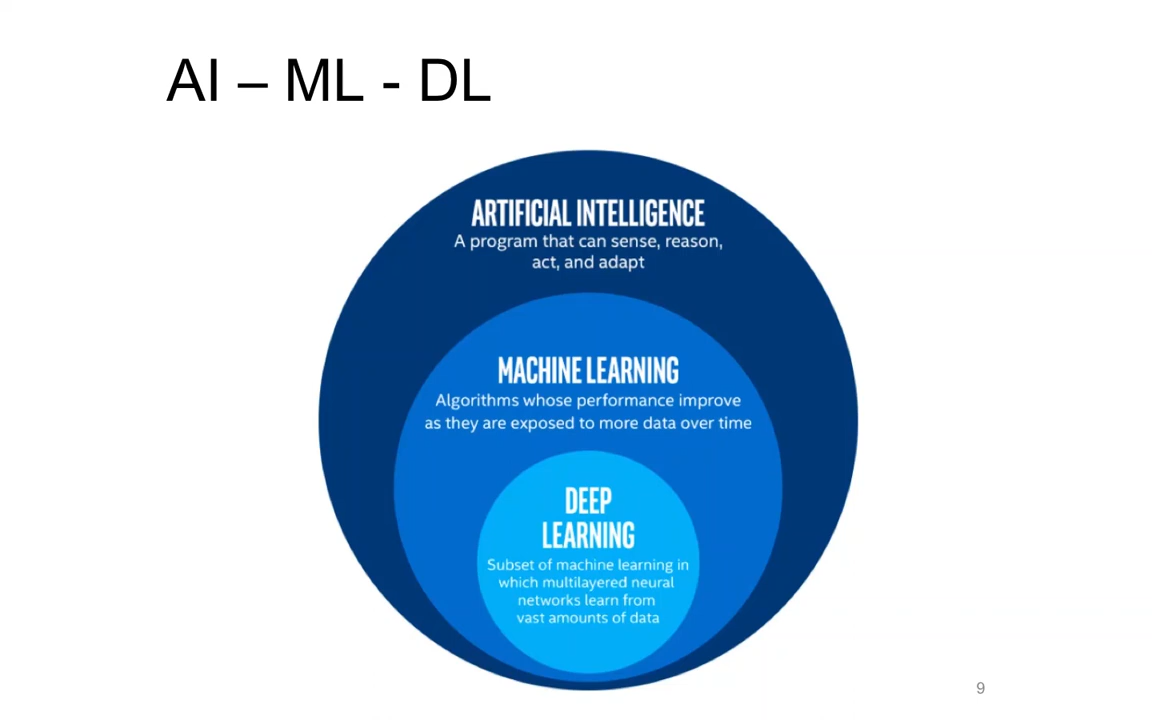 AI – ML - DL
ARTIFICIAL INTELLIGENCE
A program that can sense, reason,
act, and adapt
MACHINE LEARNING
Algorithms whose performance improve
as they are exposed to more data over time
DEEP
LEARNING
Subset of machine learning in
which multilayered neural
networks learn from
vast amounts of data
9